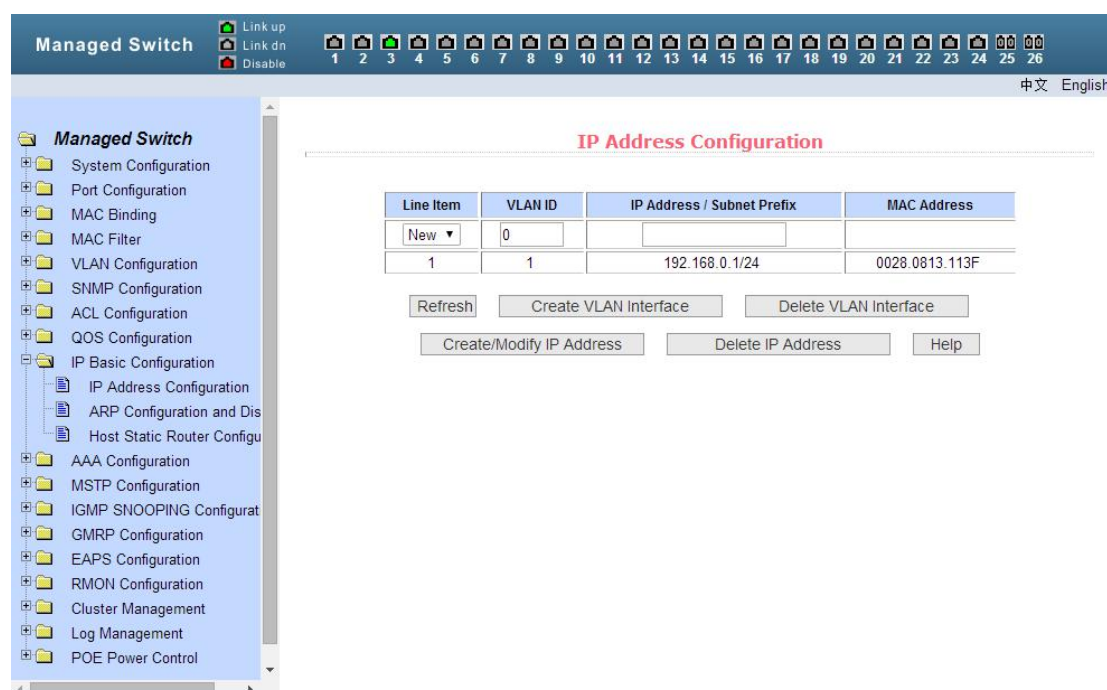 Managed Switch
Link up
Link dn
Disable
1 2 3 4 5 6 7 8 9 10 11 12 13 14 15 16 17 18 19 20 21 22 23 24 25 26
中文 English
Managed Switch
System Configuration
Port Configuration
MAC Binding
MAC Filter
VLAN Configuration
SNMP Configuration
ACL Configuration
QOS Configuration
IP Basic Configuration
IP Address Configuration
ARP Configuration and Dis
Host Static Router Configu
AAA Configuration
MSTP Configuration
IGMP SNOOPING Configurat
GMRP Configuration
EAPS Configuration
RMON Configuration
Cluster Management
Log Management
POE Power Control
IP Address Configuration
Line Item VLAN ID IP Address / Subnet Prefix MAC Address
New 0
1 1 192.168.0.1/24 0028.0813.113F
Refresh Create VLAN Interface Delete VLAN Interface
Create/Modify IP Address Delete IP Address Help